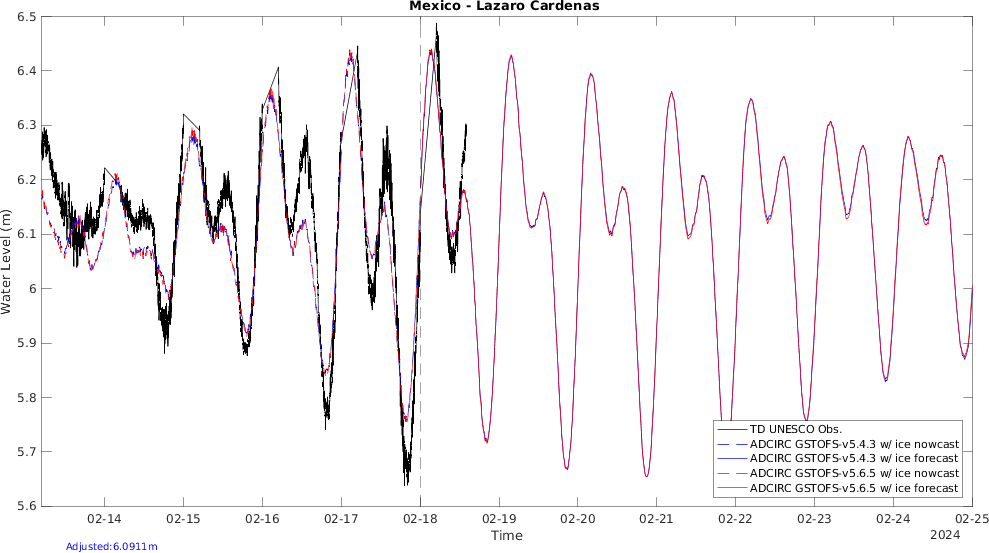 Mexico - Lazaro Cardenas
6.5
6.4
6.3
6.2
6.1
6
5.9
5.8
5.7
5.6
Water Level (m)
TD UNESCO Obs.
ADCIRC GSTOFS-v5.4.3 w/ ice nowcast
ADCIRC GSTOFS-v5.4.3 w/ ice forecast
ADCIRC GSTOFS-v5.6.5 w/ ice nowcast
ADCIRC GSTOFS-v5.6.5 w/ ice forecast
02-14 02-15 02-16 02-17 02-18 02-19 02-20 02-21 02-22 02-23 02-24 02-25
Time
2024
Adjusted:6.0911m